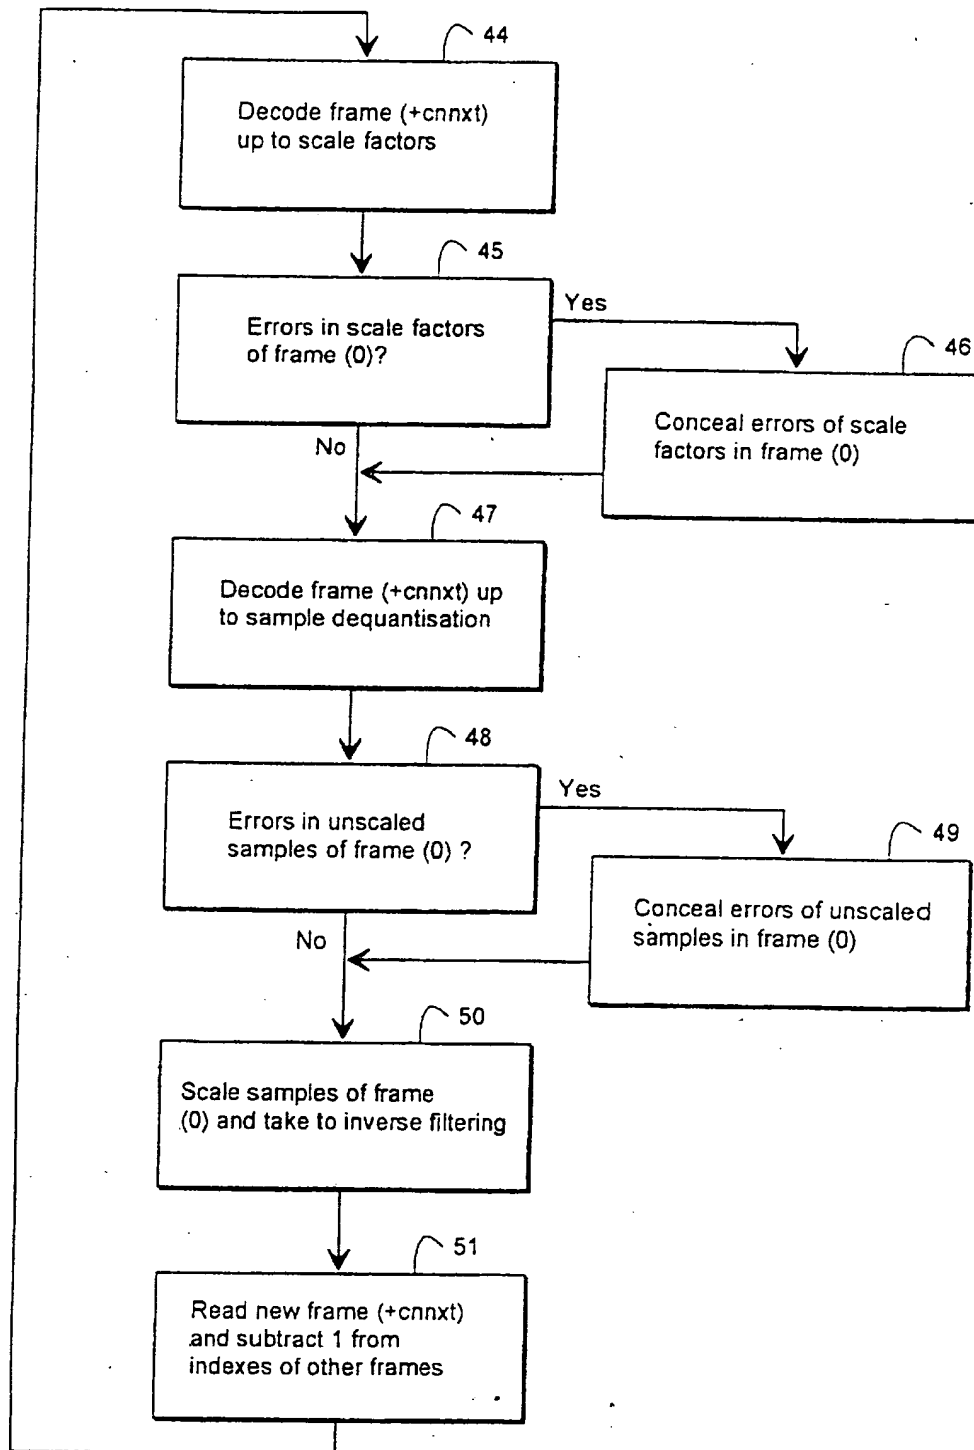 44
Decode frame (+cnnxt)
up to scale factors
45
Errors in scale factors
of frame (0)?
Yes
46
Conceal errors of scale
factors in frame (0)
No
47
Decode frame (+cnnxt) up
to sample dequantisation
48
Errors in unscaled
samples of frame (0) ?
Yes
49
Conceal errors of unscaled
samples in frame (0)
No
50
Scale samples of frame
(0) and take to inverse filtering
51
Read new frame (+cnnxt)
and subtract 1 from
indexes of other frames